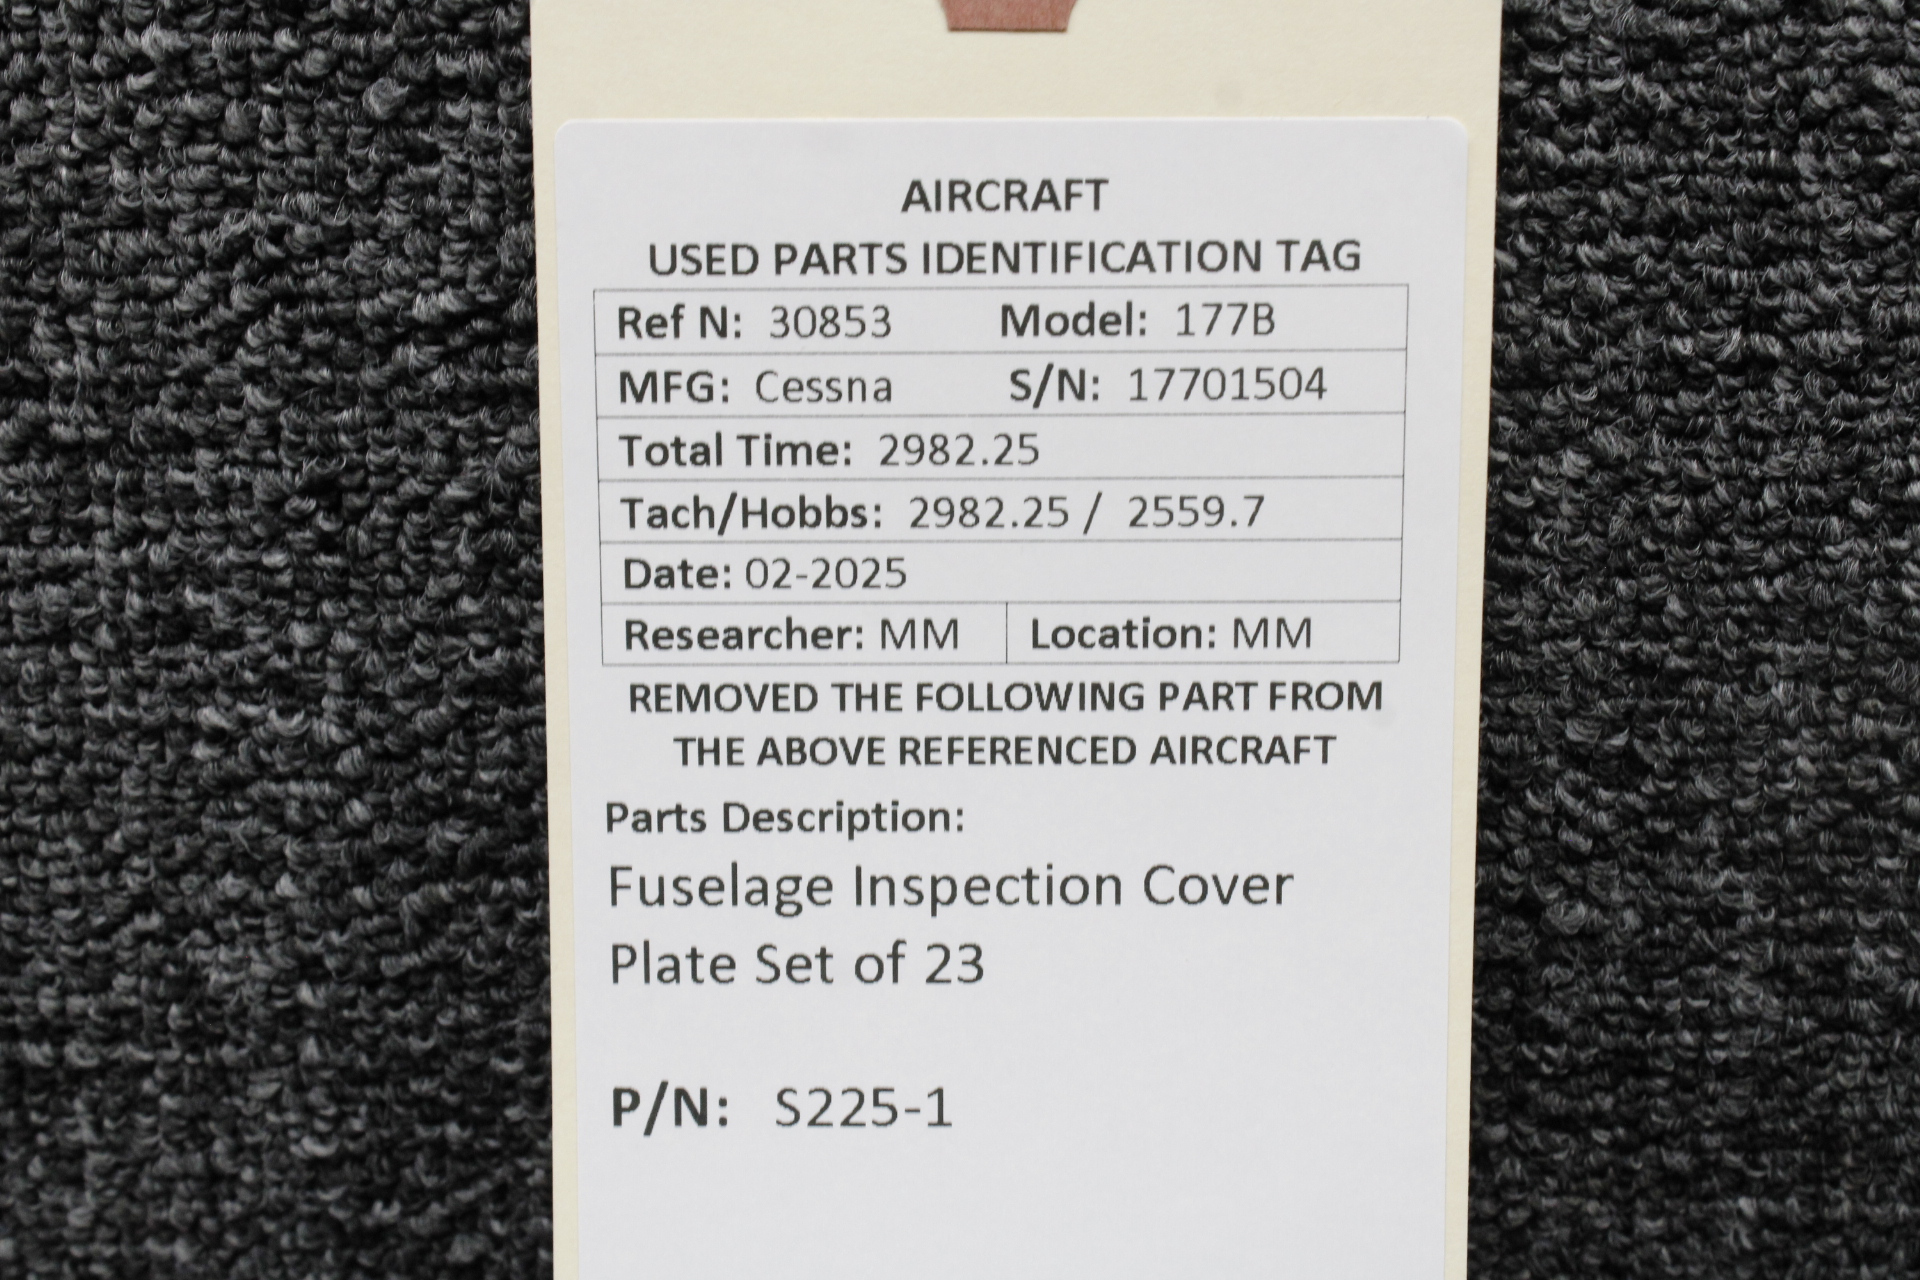 AIRCRAFT
USED PARTS IDENTIFICATION TAG
Ref N: 30853 Model: 177B
MFG: Cessna S/N: 17701504
Total Time: 2982.25
Tach/Hobbs: 2982.25 / 2559.7
Date: 02-2025
Researcher: MM Location: MM
REMOVED THE FOLLOWING PART FROM
THE ABOVE REFERENCED AIRCRAFT
Parts Description:
Fuselage Inspection Cover
Plate Set of 23
P/N: S225-1